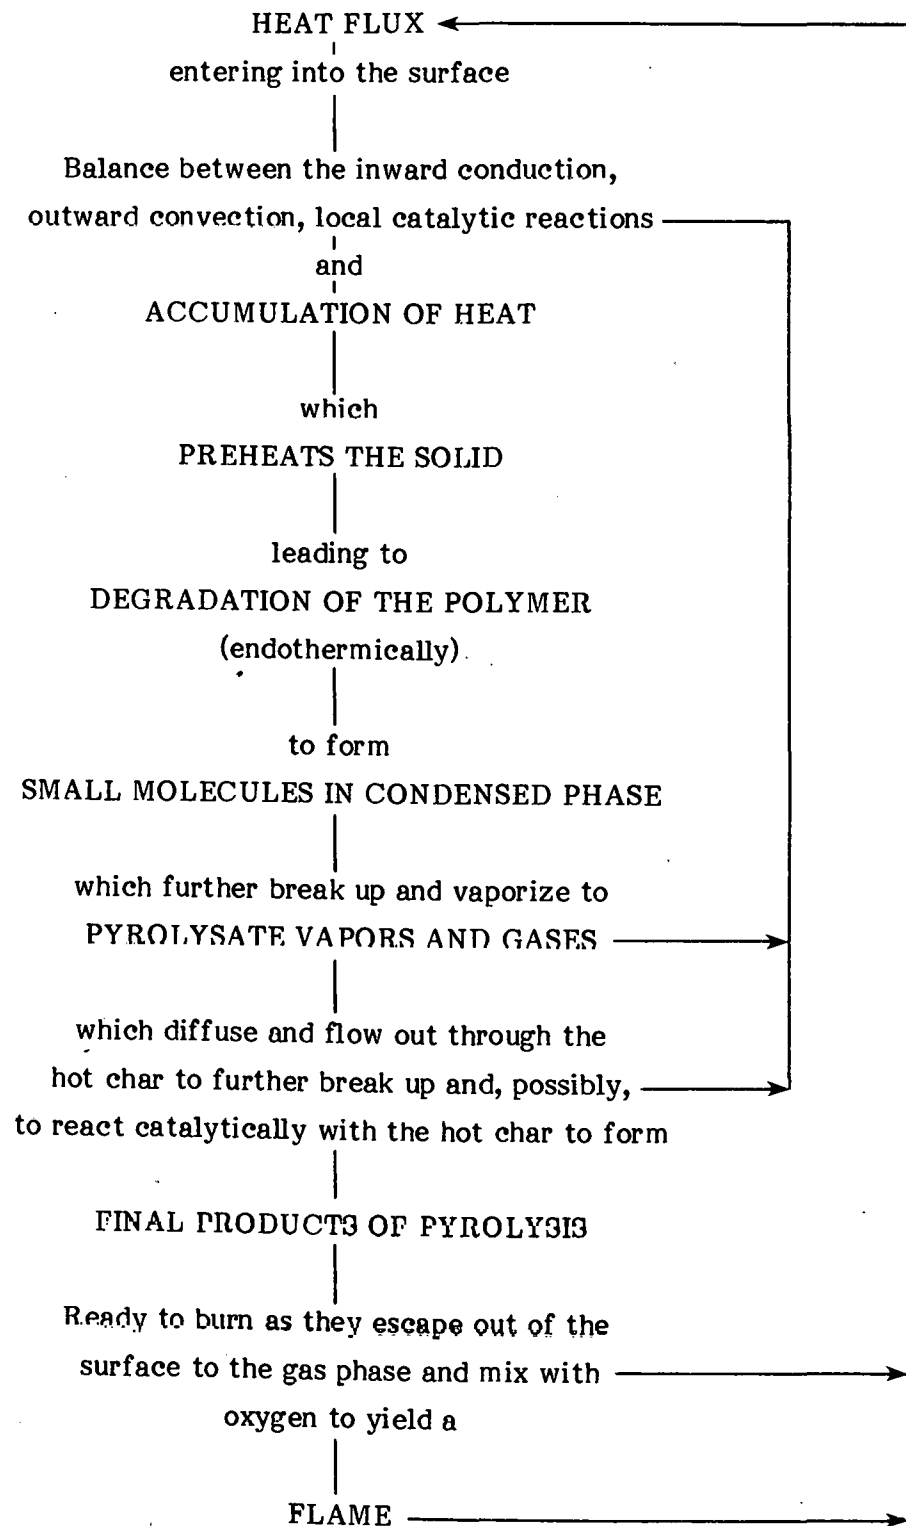 HEAT FLUX
entering into the surface
Balance between the inward conduction,
outward convection, local catalytic reactions
and
ACCUMULATION OF HEAT
which
PREHEATS THE SOLID
leading to
DEGRADATION OF THE POLYMER
(endothermically)
to form
SMALL MOLECULES IN CONDENSED PHASE
which further break up and vaporize to
PYROLYSATE VAPORS AND GASES
which diffuse and flow out through the
hot char to further break up and, possibly,
to react catalytically with the hot char to form
FINAL PRODUCTS OF PYROLYSIS
Ready to burn as they escape out of the
surface to the gas phase and mix with
oxygen to yield a
FLAME